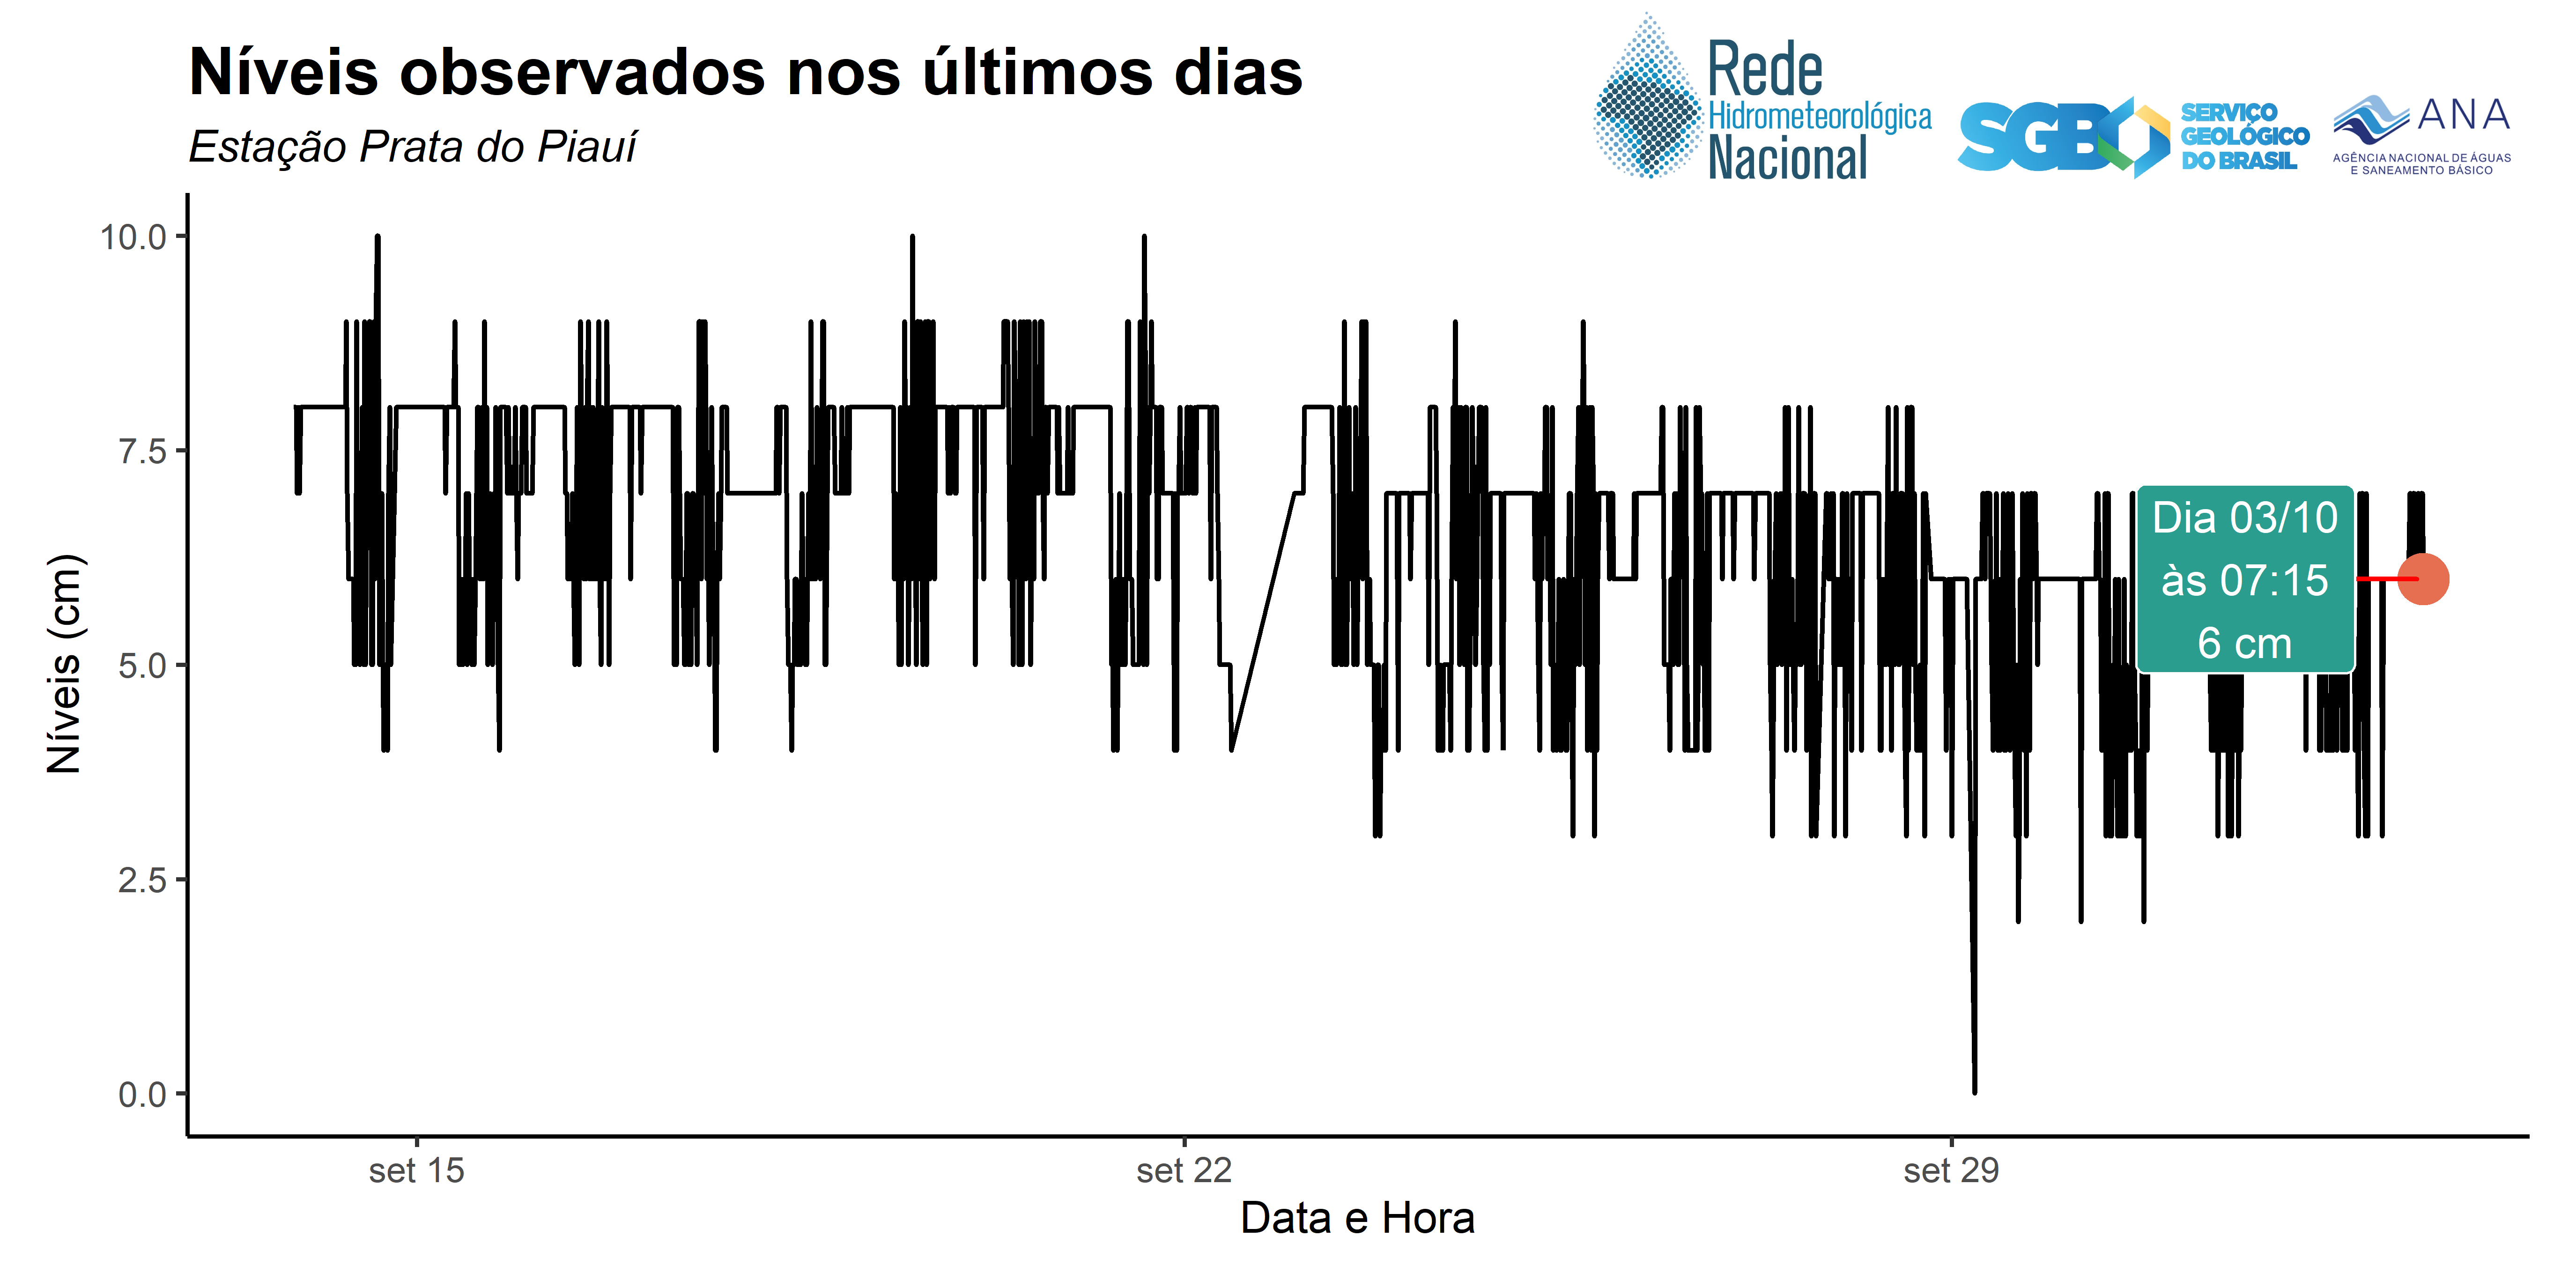 Níveis observados nos últimos dias
Estação Prata do Piauí
Rede
Hidrometeorológica
Nacional
SGB
SERVIÇO
GEOLÓGICO
DO BRASIL
ANA
AGÊNCIA NACIONAL DE ÁGUAS
E SANEAMENTO BÁSICO
10.0
7.5
5.0
2.5
0.0
Níveis (cm)
Dia 03/10
às 07:15
6 cm
set 15
set 22
set 29
Data e Hora